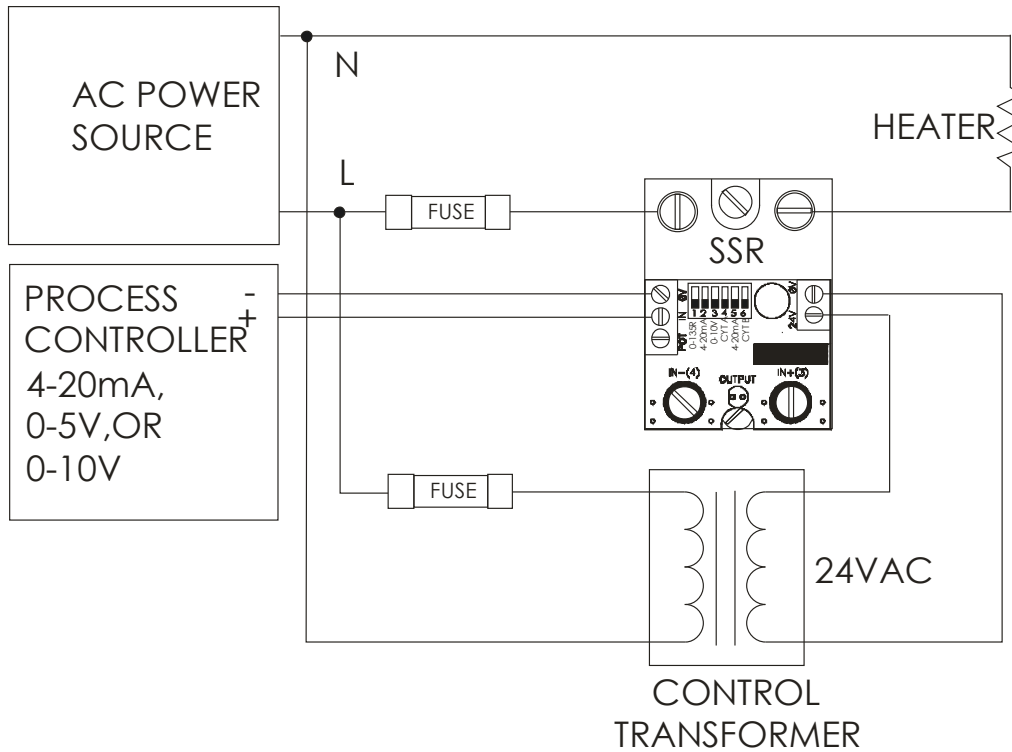 AC POWER
SOURCE
N
L
FUSE
HEATER
SSR
PROCESS -
CONTROLLER +
4-20mA,
0-5V,OR
0-10V
0V
IN
POT
1 2 3 4 5 6
0-135R
4-20mA
0-10V
CYT A
4-20mA
CYT B
0V
24V
IN-(4)
OUTPUT
IN+(3)
FUSE
24VAC
CONTROL
TRANSFORMER